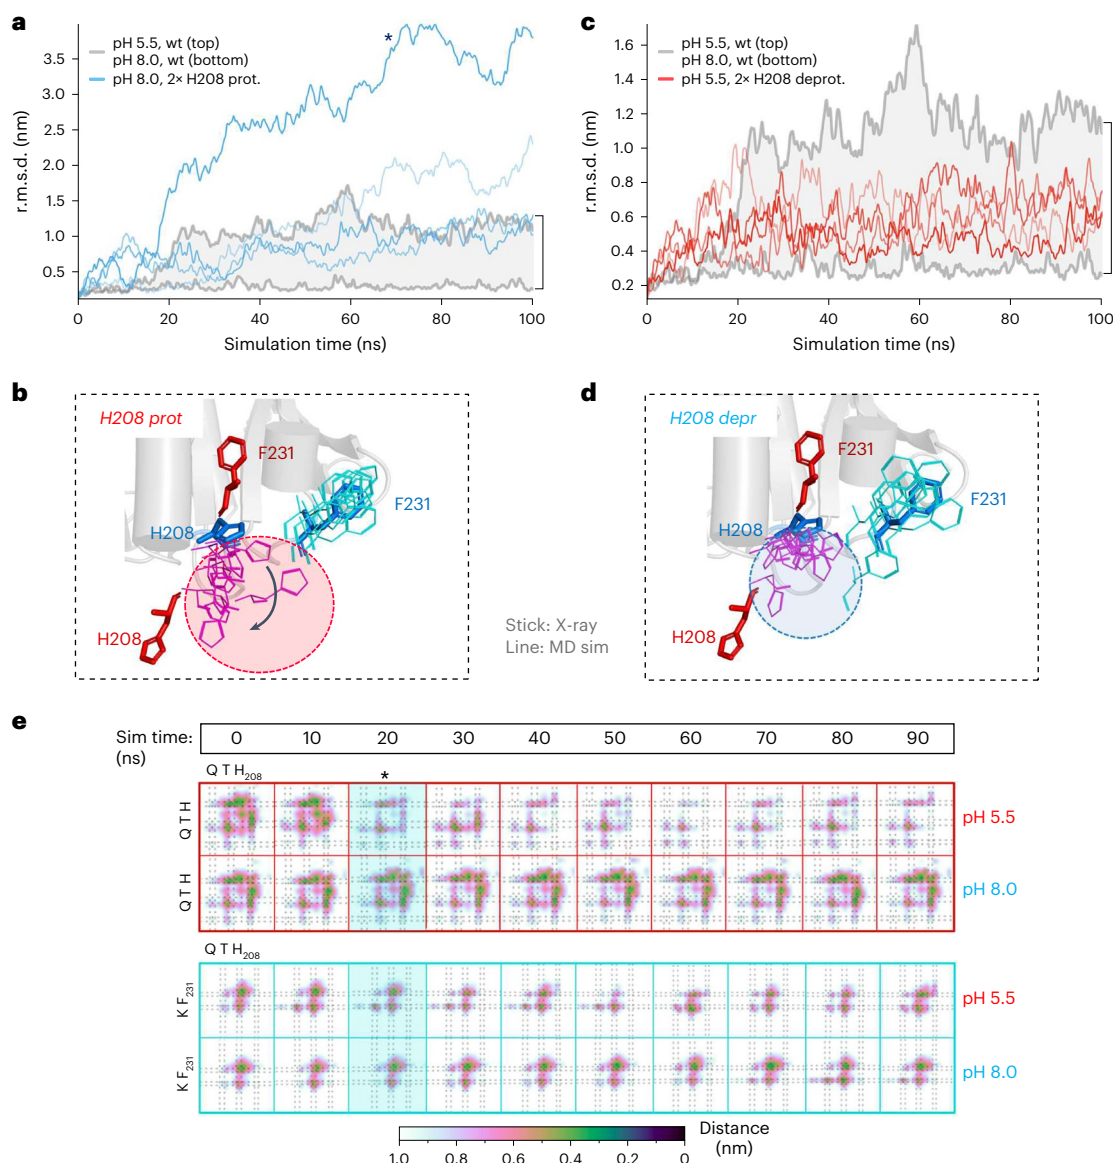 a
pH 5.5, wt (top)
pH 8.0, wt (bottom)
pH 8.0, 2× H208 prot.
*
r.m.s.d. (nm)
3.5
3.0
2.5
2.0
1.5
1.0
0.5
0 20 40 60 80 100
Simulation time (ns)
c
pH 5.5, wt (top)
pH 8.0, wt (bottom)
pH 5.5, 2× H208 deprot.
r.m.s.d. (nm)
1.6
1.4
1.2
1.0
0.8
0.6
0.4
0.2
0 20 40 60 80 100
Simulation time (ns)
b
H208 prot
F231
F231
H208
H208
Stick: X-ray
Line: MD sim
d
H208 depr
F231
F231
H208
H208
e
Sim time: 0 10 20 30 40 50 60 70 80 90
(ns)
Q T H208
*
Q T H
pH 5.5
Q T H
pH 8.0
Q T H208
K F231
pH 5.5
K F231
pH 8.0
Distance
(nm)
1.0 0.8 0.6 0.4 0.2 0